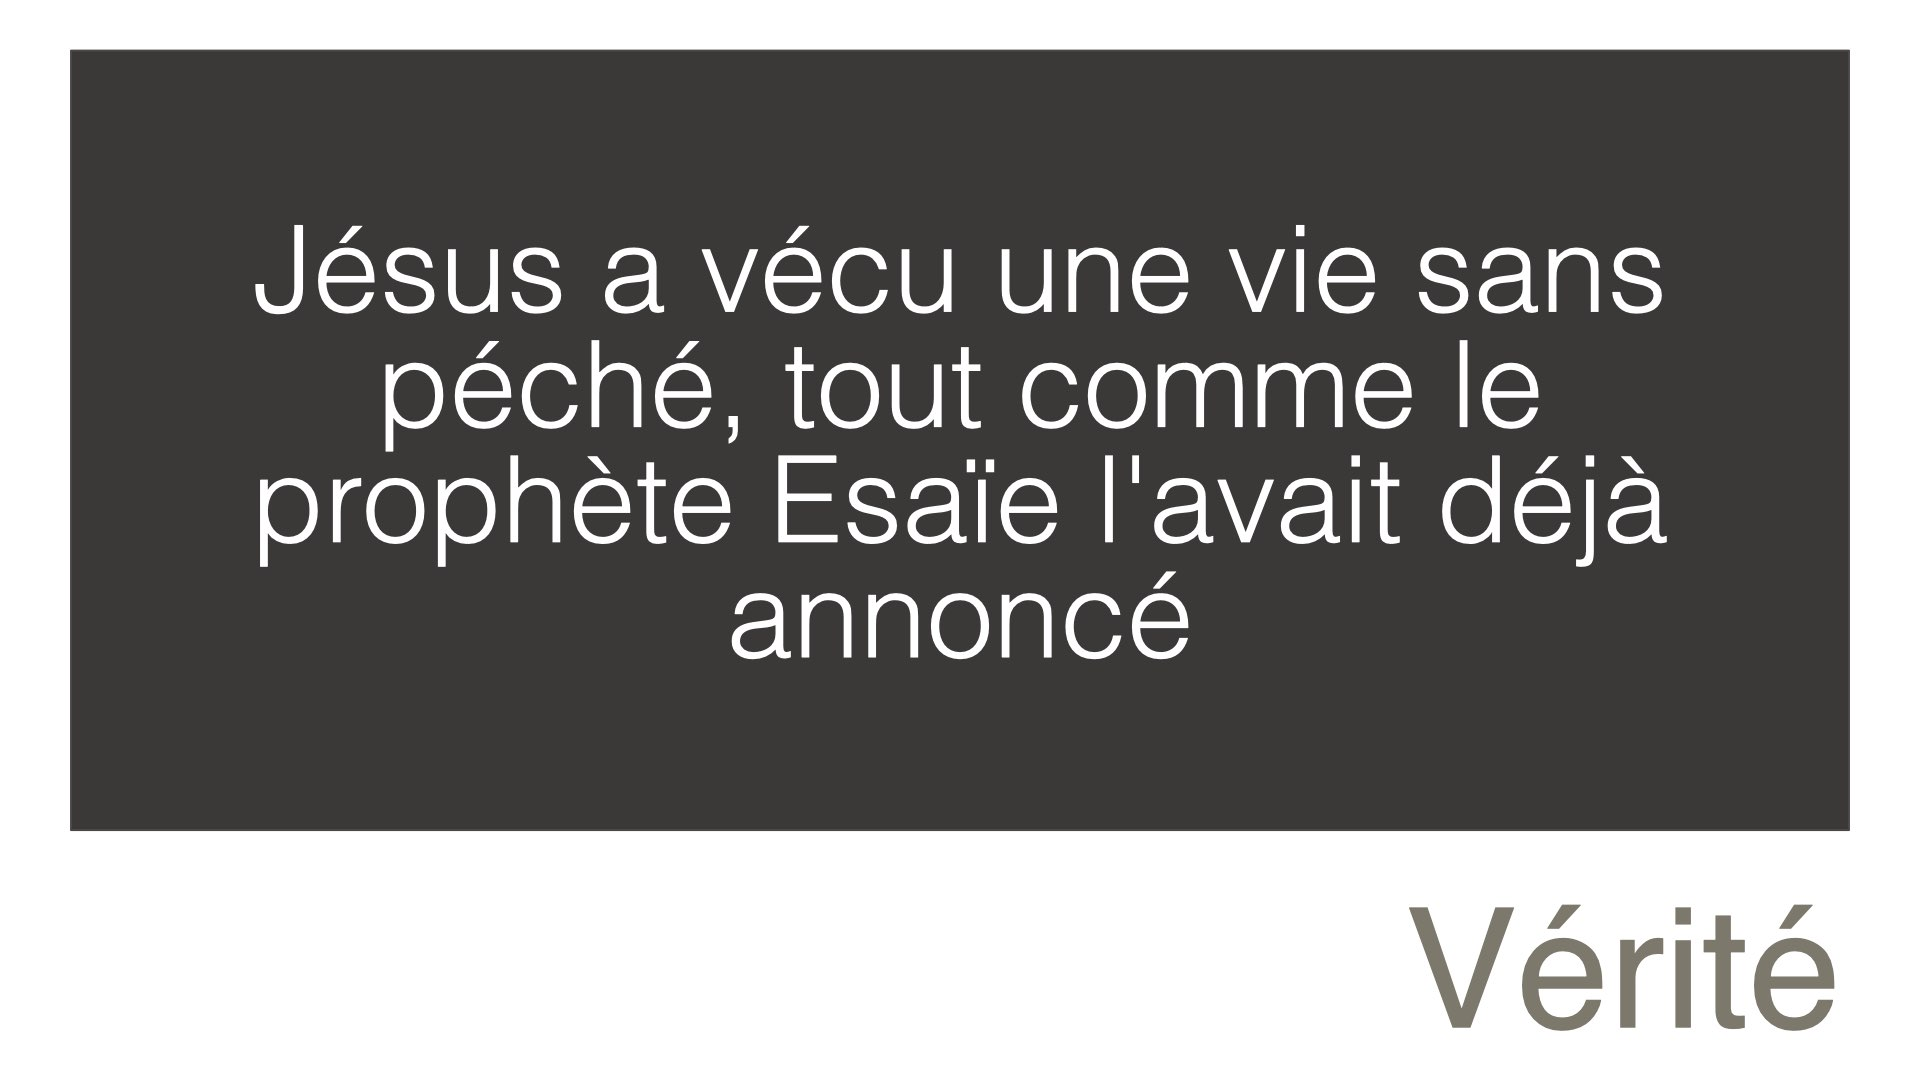 Jésus a vécu une vie sans
péché, tout comme le
prophète Esaïe l'avait déjà
annoncé
Vérité